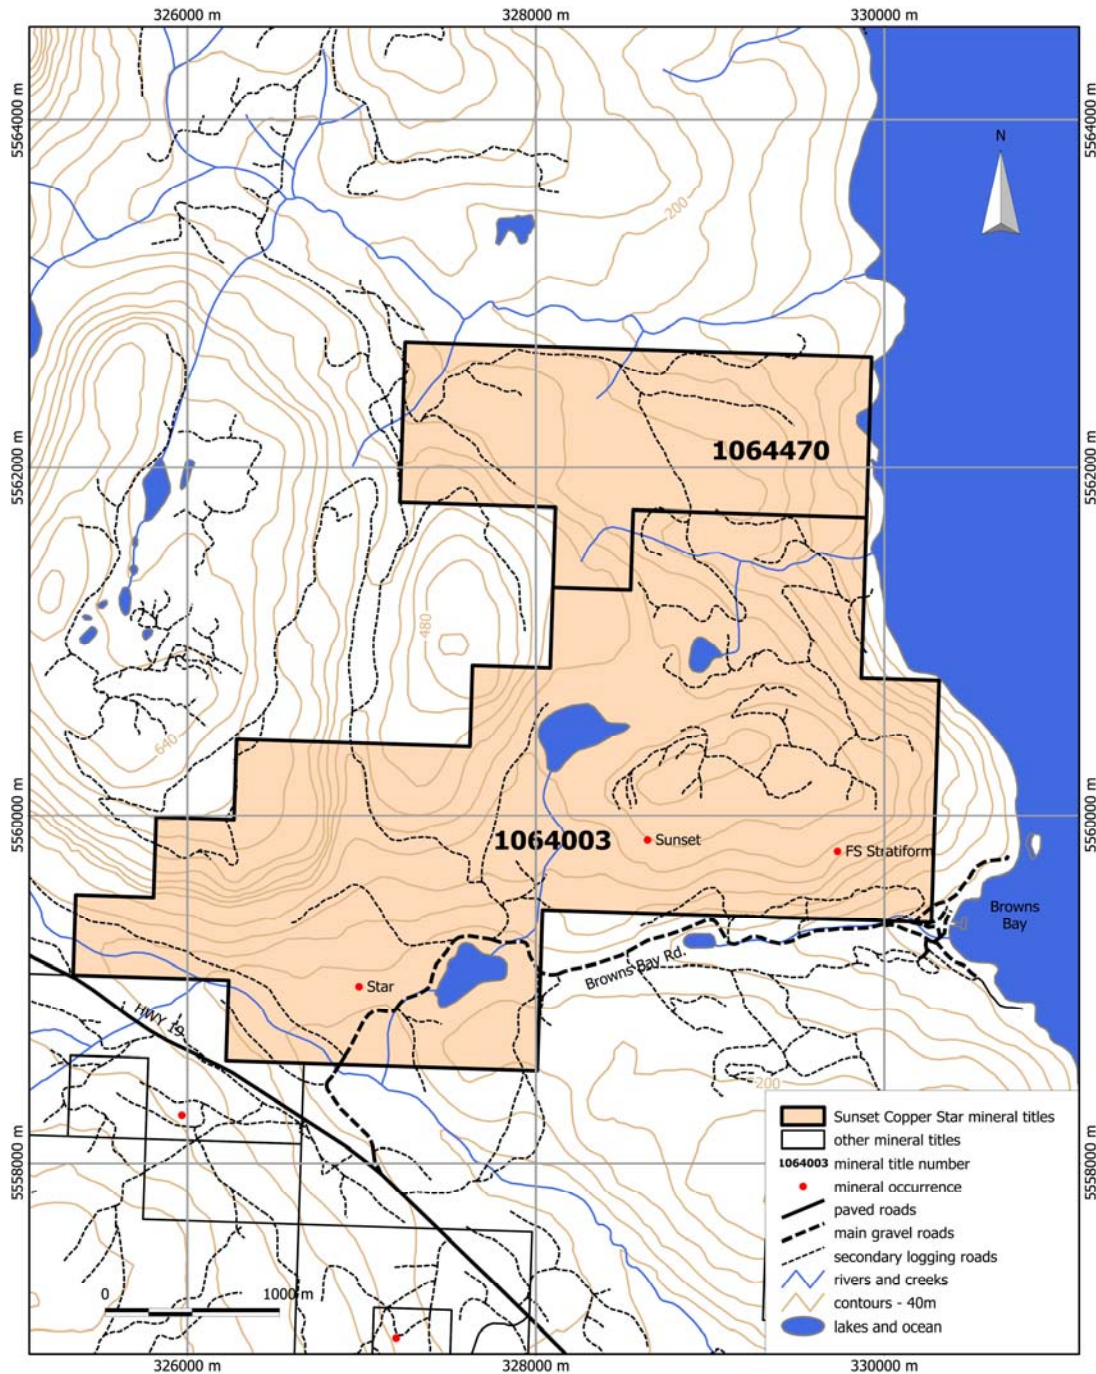 326000 m
328000 m
330000 m
5564000 m
5564000 m
N
200
1064470
5562000 m
5562000 m
480
640
5560000 m
5560000 m
1064003
Sunset
FS Stratiform
Browns
Bay
Browns Bay Rd.
Star
HWY 19
200
5558000 m
5558000 m
Sunset Copper Star mineral titles
other mineral titles
1064003 mineral title number
mineral occurrence
paved roads
main gravel roads
secondary logging roads
rivers and creeks
contours - 40m
lakes and ocean
0 1000 m
326000 m
328000 m
330000 m